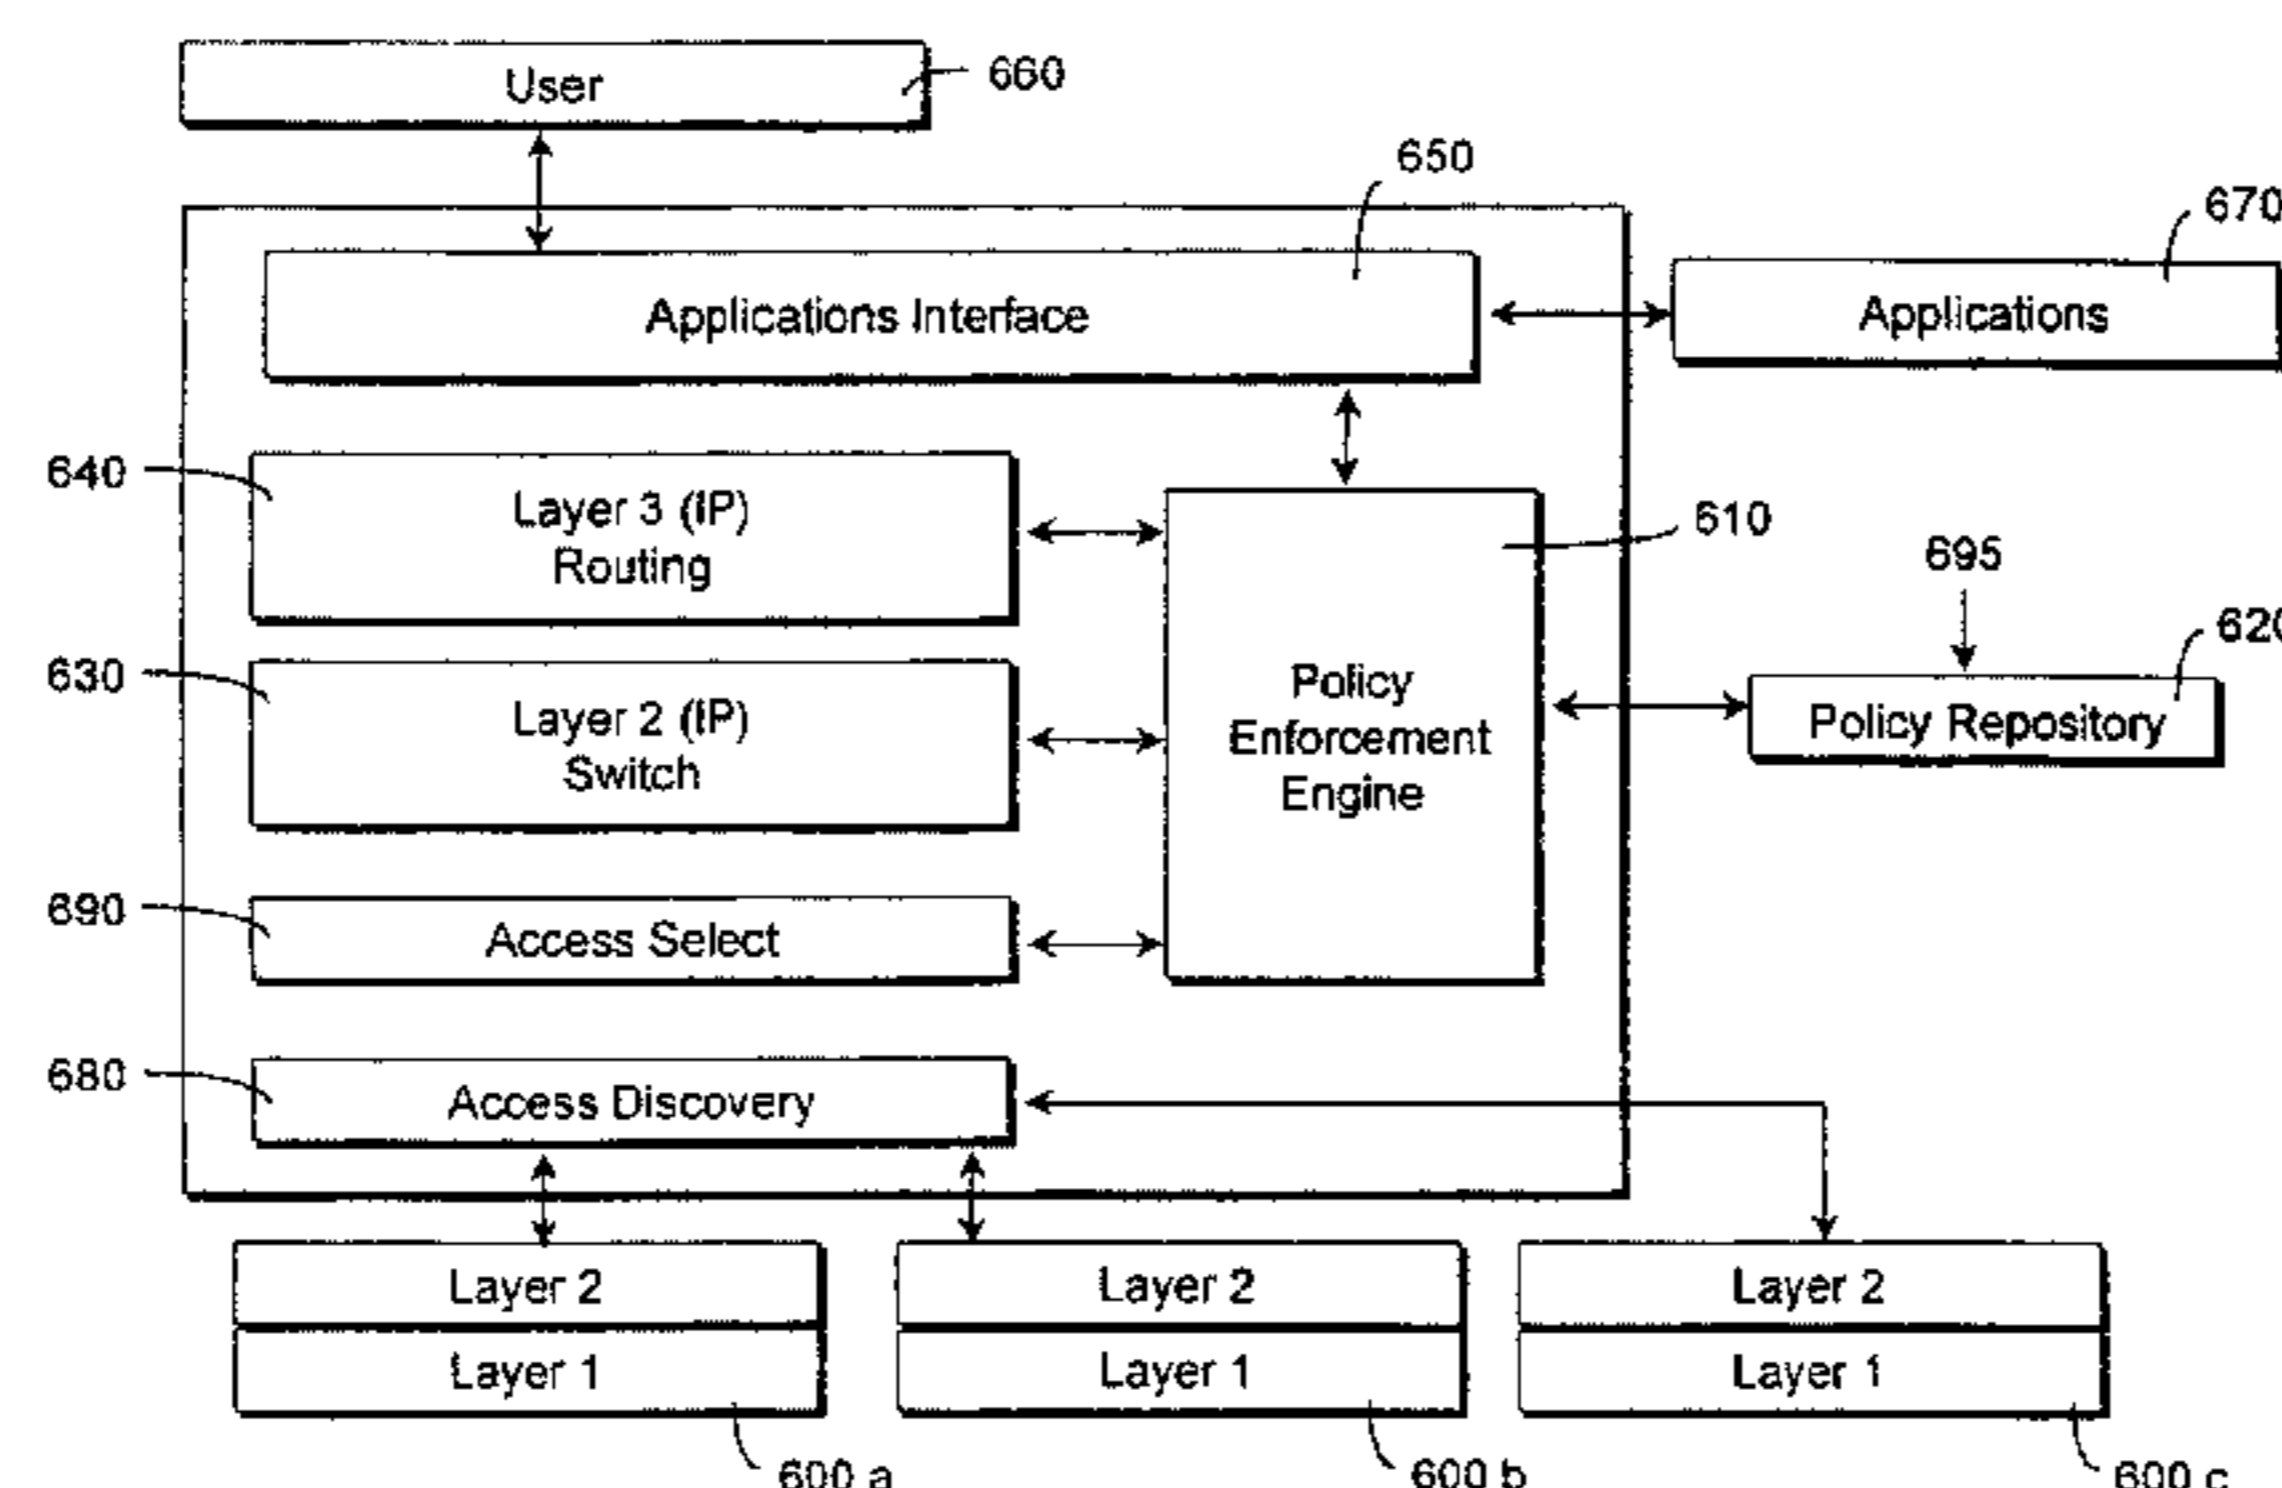 User
660
650
670
Applications Interface
Applications
640
Layer 3 (IP)
Routing
610
695
620
630
Layer 2 (IP)
Switch
Policy
Enforcement
Engine
Policy Repository
690
Access Select
680
Access Discovery
Layer 2
Layer 1
600 a
Layer 2
Layer 1
600 b
Layer 2
Layer 1
600 c